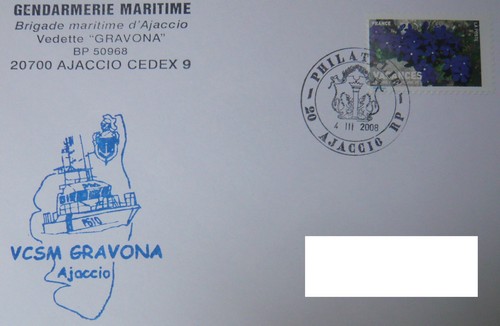 GENDARMERIE MARITIME
Brigade maritime d'Ajaccio
Vedette "GRAVONA"
BP 50968
20700 AJACCIO CEDEX 9
FRANCE
VACANCES
PHILATELIE
4 III 2008
20 AJACCIO RP
P610
VCSM GRAVONA
Ajaccio